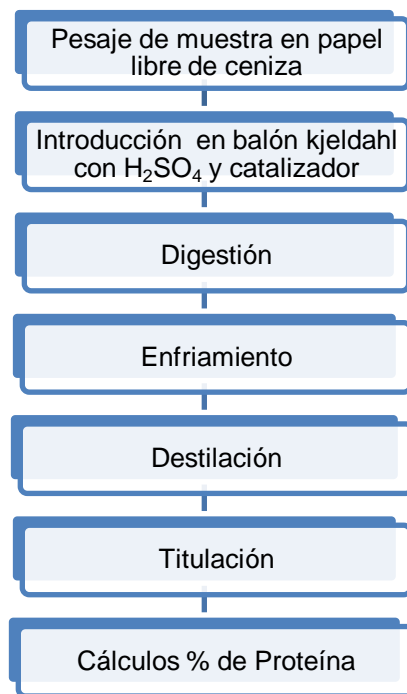 Pesaje de muestra en papel
libre de ceniza
Introducción en balón kjeldahl
con H₂SO₄ y catalizador
Digestión
Enfriamiento
Destilación
Titulación
Cálculos % de Proteína